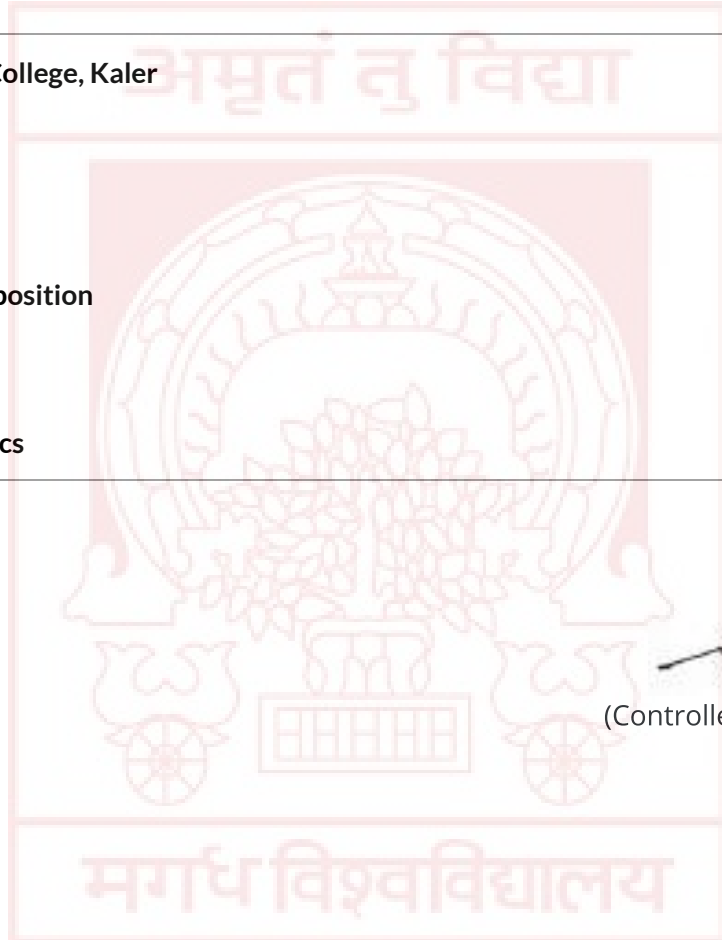 College, Kaler
अमृतं तु विद्या
position
cs
(Controlle
मगध विश्वविद्यालय